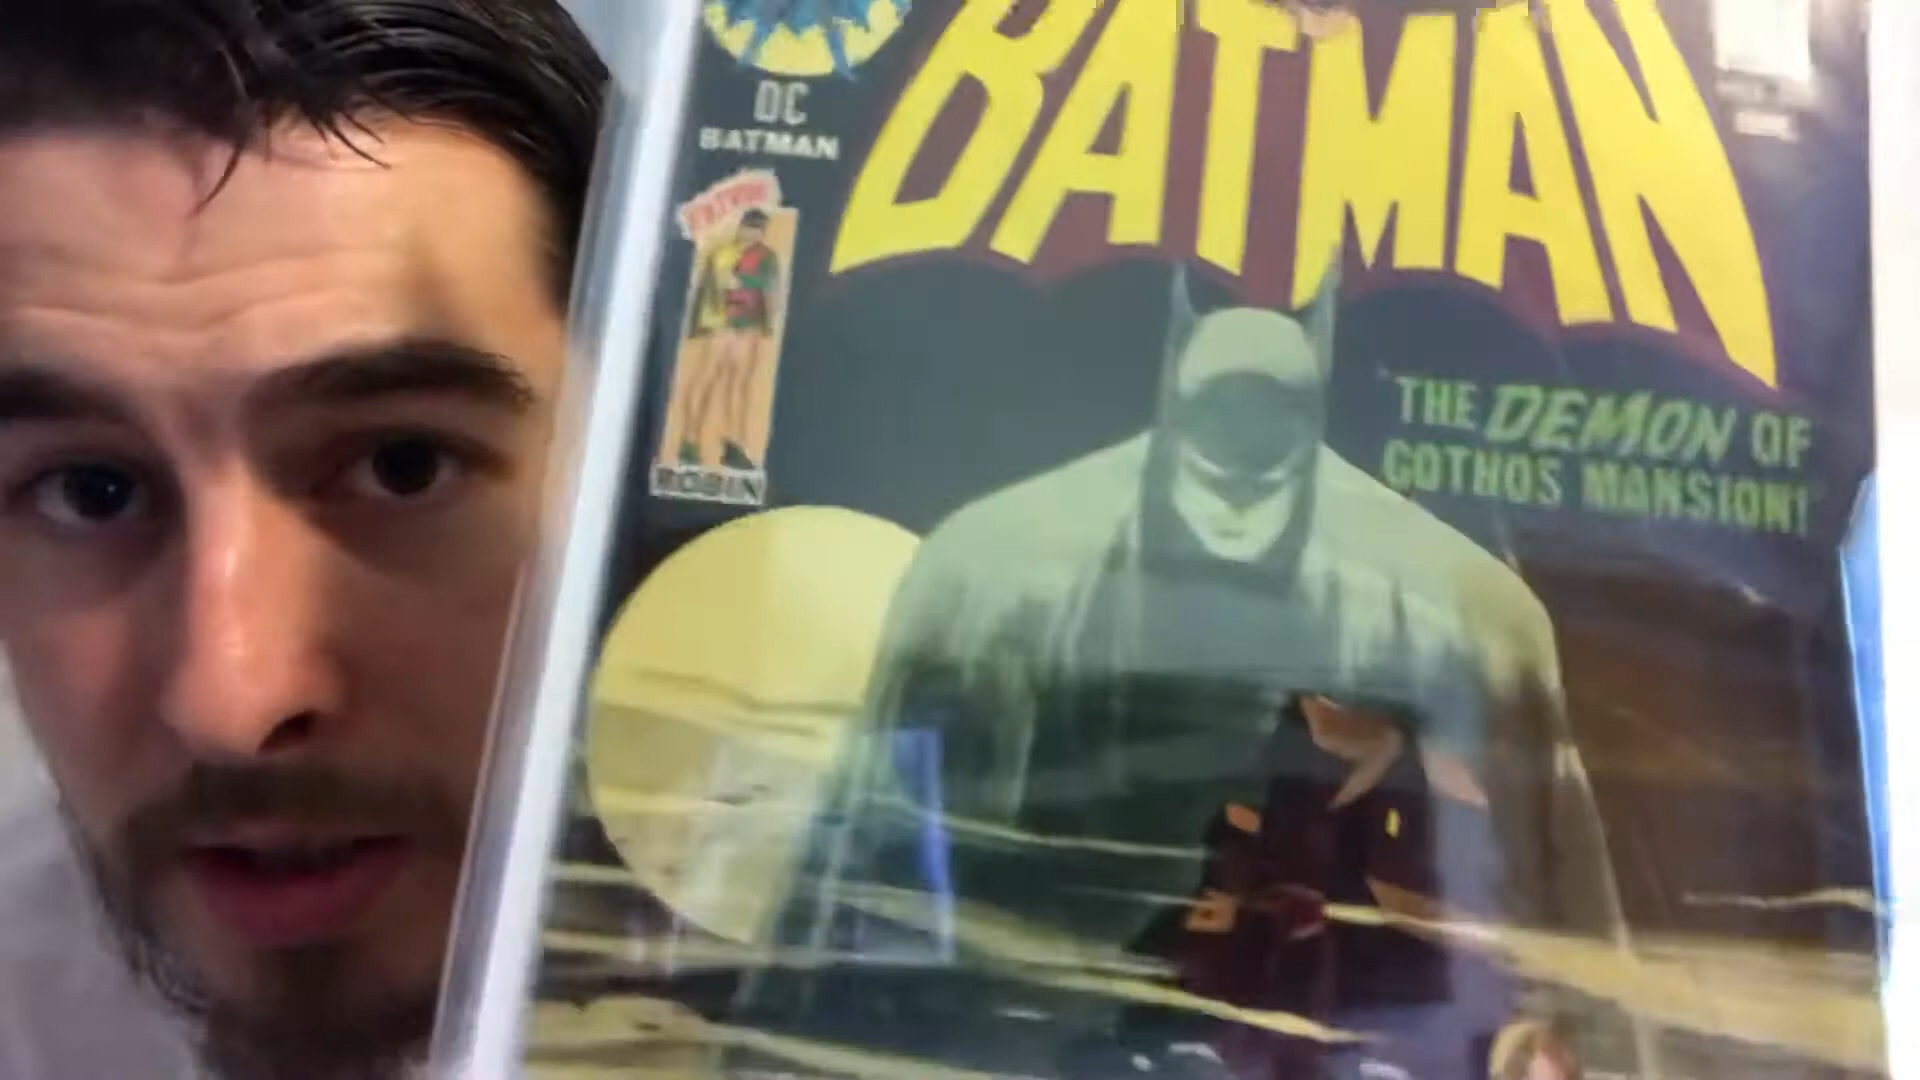 BATMAN
DC
BATMAN
ROBIN
THE DEMON OF
GOTHOS MANSION!